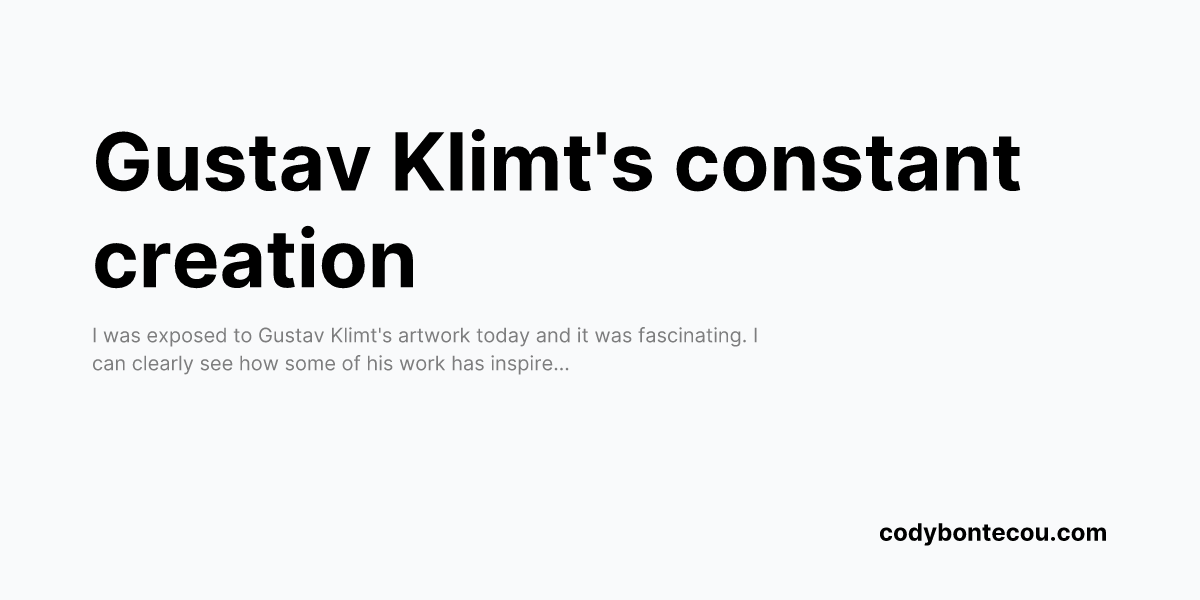 Gustav Klimt's constant
creation
I was exposed to Gustav Klimt's artwork today and it was fascinating. I
can clearly see how some of his work has inspire...
codybontecou.com